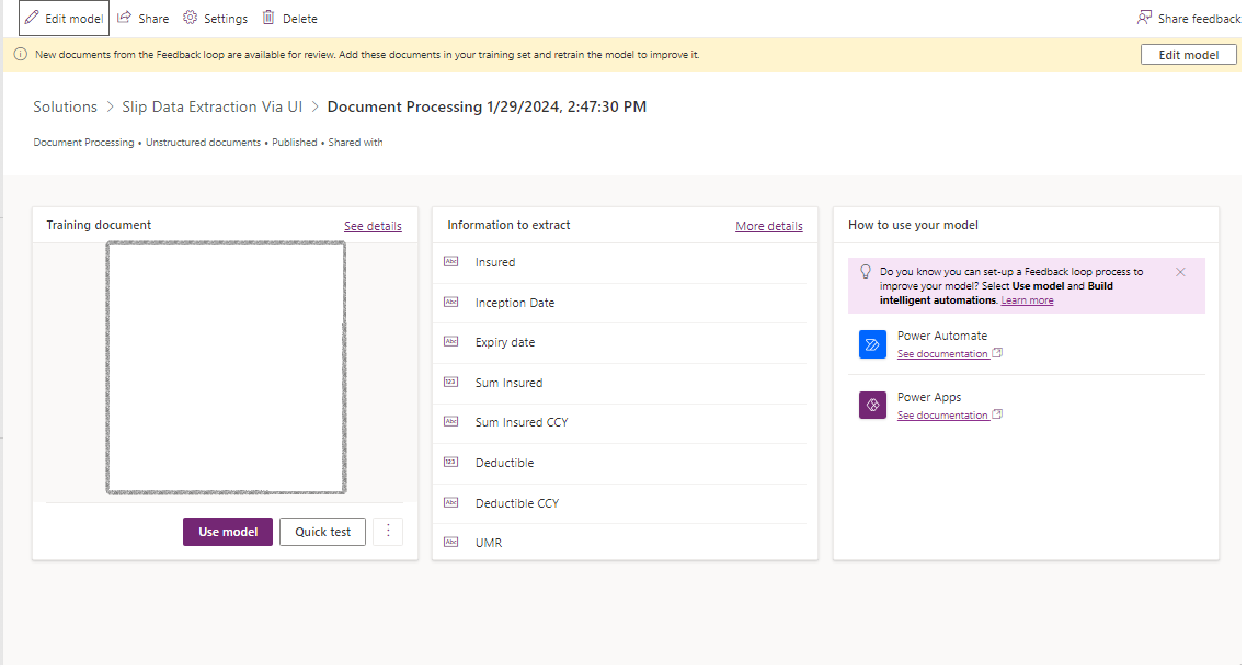 Edit model Share Settings Delete Share feedback
New documents from the Feedback loop are available for review. Add these documents in your training set and retrain the model to improve it. Edit model
Solutions > Slip Data Extraction Via UI > Document Processing 1/29/2024, 2:47:30 PM
Document Processing • Unstructured documents • Published • Shared with
Training document See details
Use model Quick test
Information to extract More details
Abc Insured
Abc Inception Date
Abc Expiry date
123 Sum Insured
Abc Sum Insured CCY
123 Deductible
Abc Deductible CCY
Abc UMR
How to use your model
Do you know you can set-up a Feedback loop process to
improve your model? Select Use model and Build
intelligent automations. Learn more
Power Automate
See documentation
Power Apps
See documentation